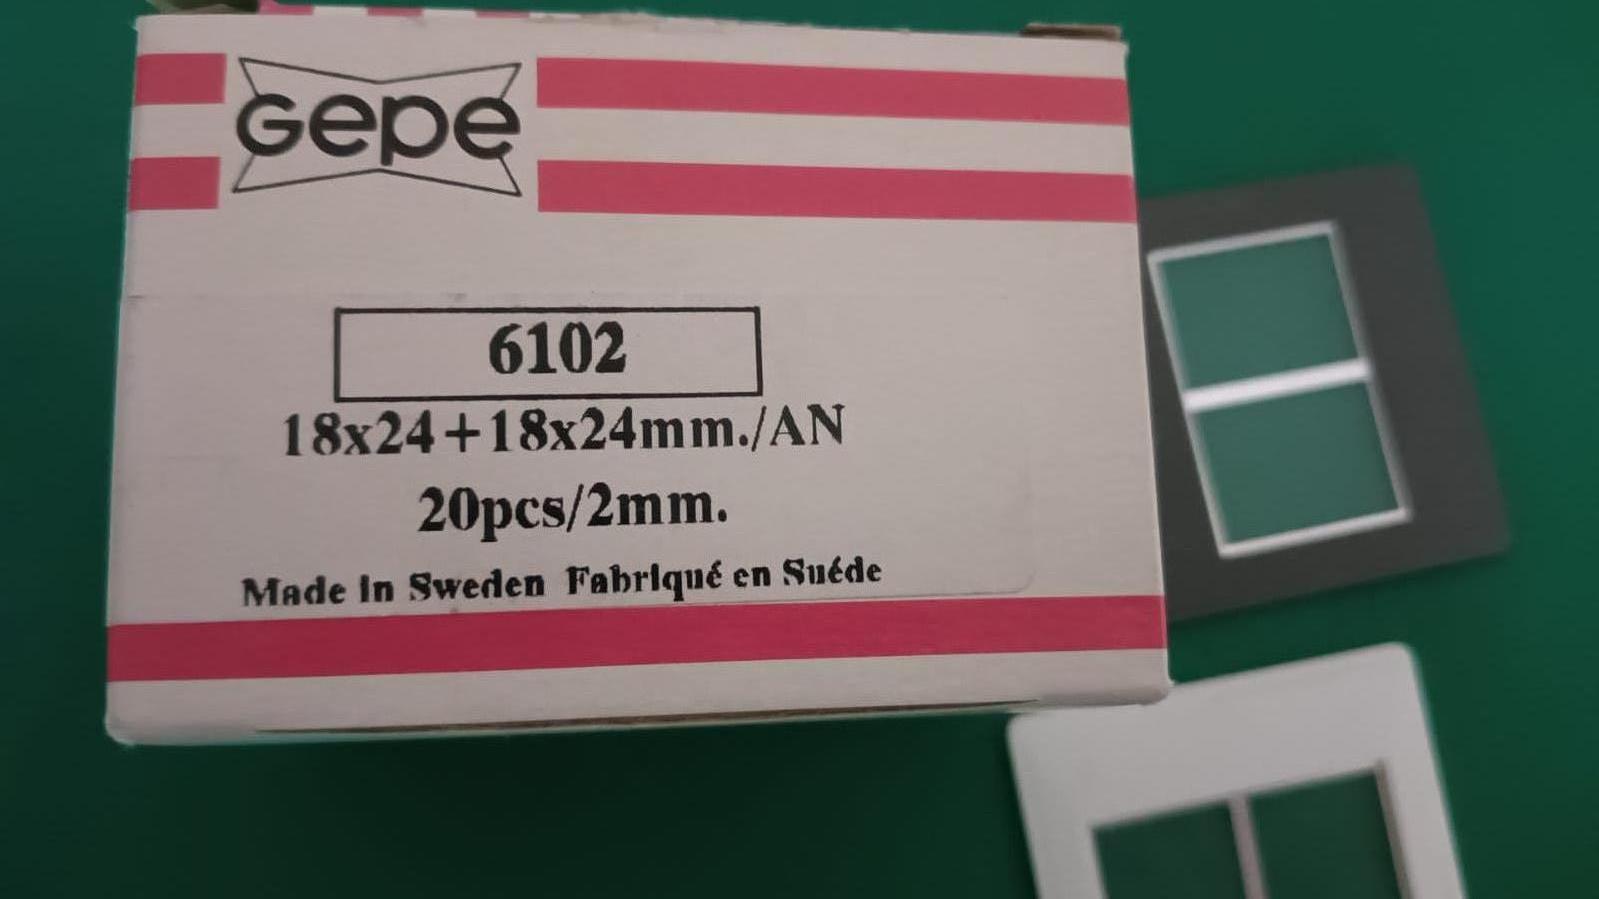 Gepe
6102
18x24+18x24mm./AN
20pcs/2mm.
Made in Sweden Fabriqué en Suéde